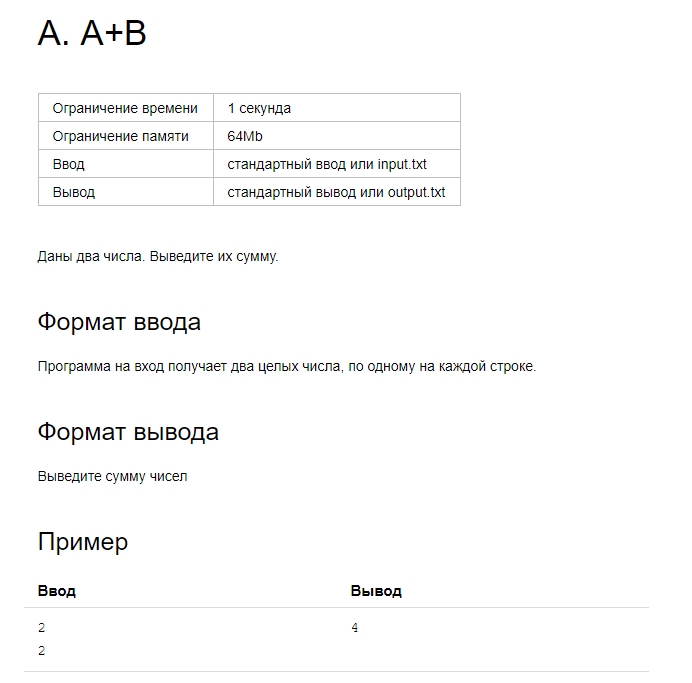 A. A+B
Ограничение времени 1 секунда
Ограничение памяти 64Mb
Ввод стандартный ввод или input.txt
Вывод стандартный вывод или output.txt
Даны два числа. Выведите их сумму.
Формат ввода
Программа на вход получает два целых числа, по одному на каждой строке.
Формат вывода
Выведите сумму чисел
Пример
Ввод Вывод
2 4
2